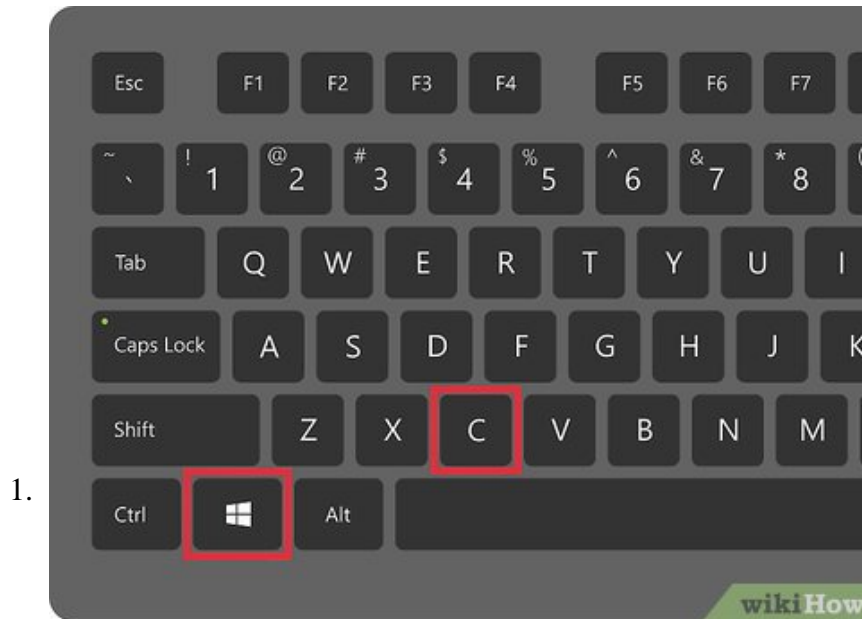 Esc F1 F2 F3 F4 F5 F6 F7
~ ` ! 1 @ 2 # 3 $ 4 % 5 ^ 6 & 7 * 8 (
Tab Q W E R T Y U I
Caps Lock A S D F G H J K
Shift Z X C V B N M
1.
Ctrl Alt
wikiHow